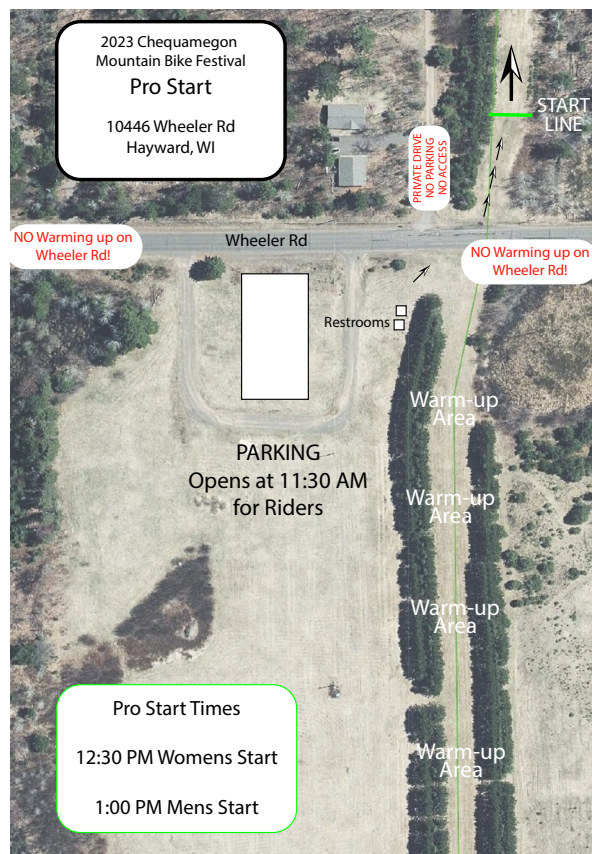 2023 Chequamegon
Mountain Bike Festival
Pro Start
10446 Wheeler Rd
Hayward, WI
START
LINE
PRIVATE DRIVE
NO PARKING
NO ACCESS
NO Warming up on
Wheeler Rd!
Wheeler Rd
NO Warming up on
Wheeler Rd!
Restrooms
Warm-up
Area
PARKING
Opens at 11:30 AM
for Riders
Warm-up
Area
Warm-up
Area
Warm-up
Area
Pro Start Times
12:30 PM Womens Start
1:00 PM Mens Start